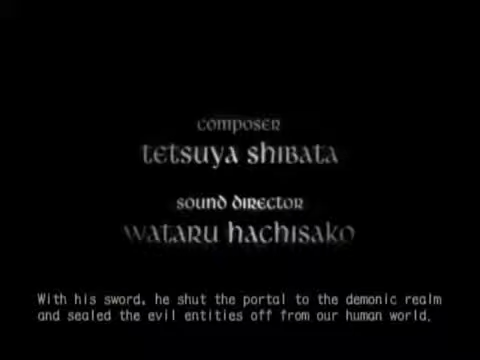 composer
tetsuya shibata
sound director
wataru hachisako
With his sword, he shut the portal to the demonic realm
and sealed the evil entities off from our human world.